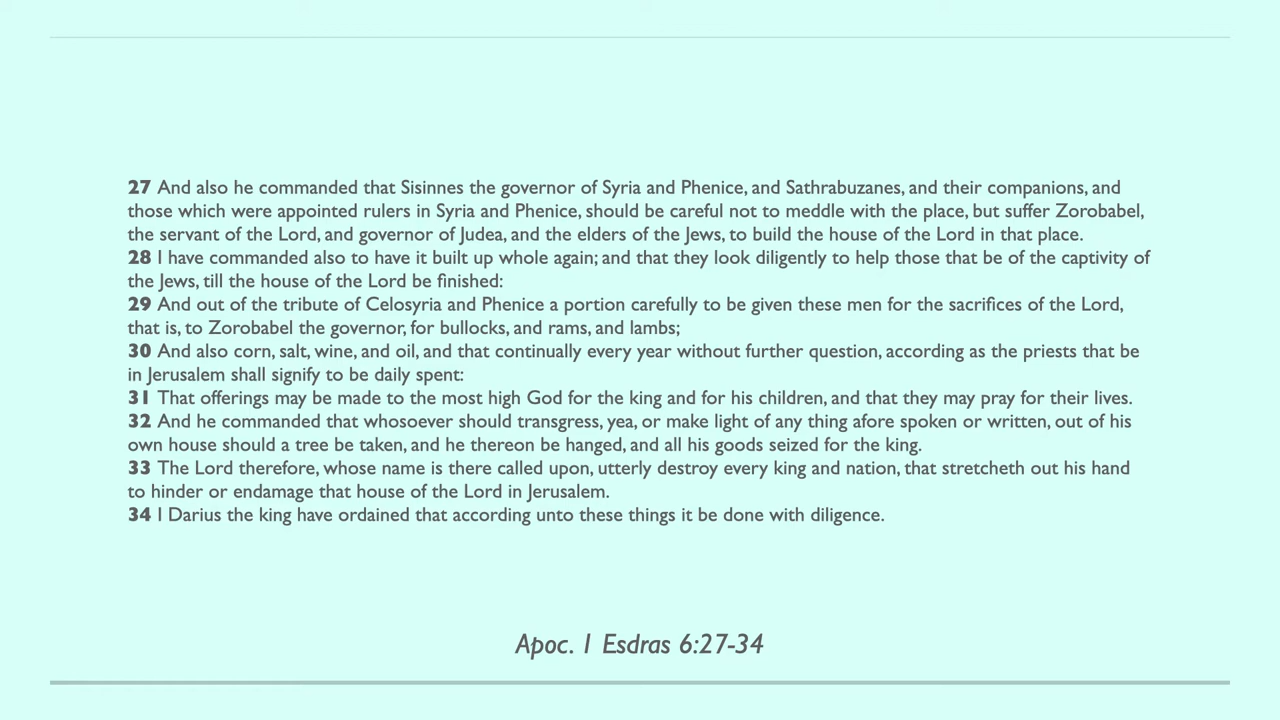 27 And also he commanded that Sisinnes the governor of Syria and Phenice, and Sathrabuzanes, and their companions, and
those which were appointed rulers in Syria and Phenice, should be careful not to meddle with the place, but suffer Zorobabel,
the servant of the Lord, and governor of Judea, and the elders of the Jews, to build the house of the Lord in that place.
28 I have commanded also to have it built up whole again; and that they look diligently to help those that be of the captivity of
the Jews, till the house of the Lord be finished:
29 And out of the tribute of Celosyria and Phenice a portion carefully to be given these men for the sacrifices of the Lord,
that is, to Zorobabel the governor, for bullocks, and rams, and lambs;
30 And also corn, salt, wine, and oil, and that continually every year without further question, according as the priests that be
in Jerusalem shall signify to be daily spent:
31 That offerings may be made to the most high God for the king and for his children, and that they may pray for their lives.
32 And he commanded that whosoever should transgress, yea, or make light of any thing afore spoken or written, out of his
own house should a tree be taken, and he thereon be hanged, and all his goods seized for the king.
33 The Lord therefore, whose name is there called upon, utterly destroy every king and nation, that stretcheth out his hand
to hinder or endamage that house of the Lord in Jerusalem.
34 I Darius the king have ordained that according unto these things it be done with diligence.
Apoc. 1 Esdras 6:27-34